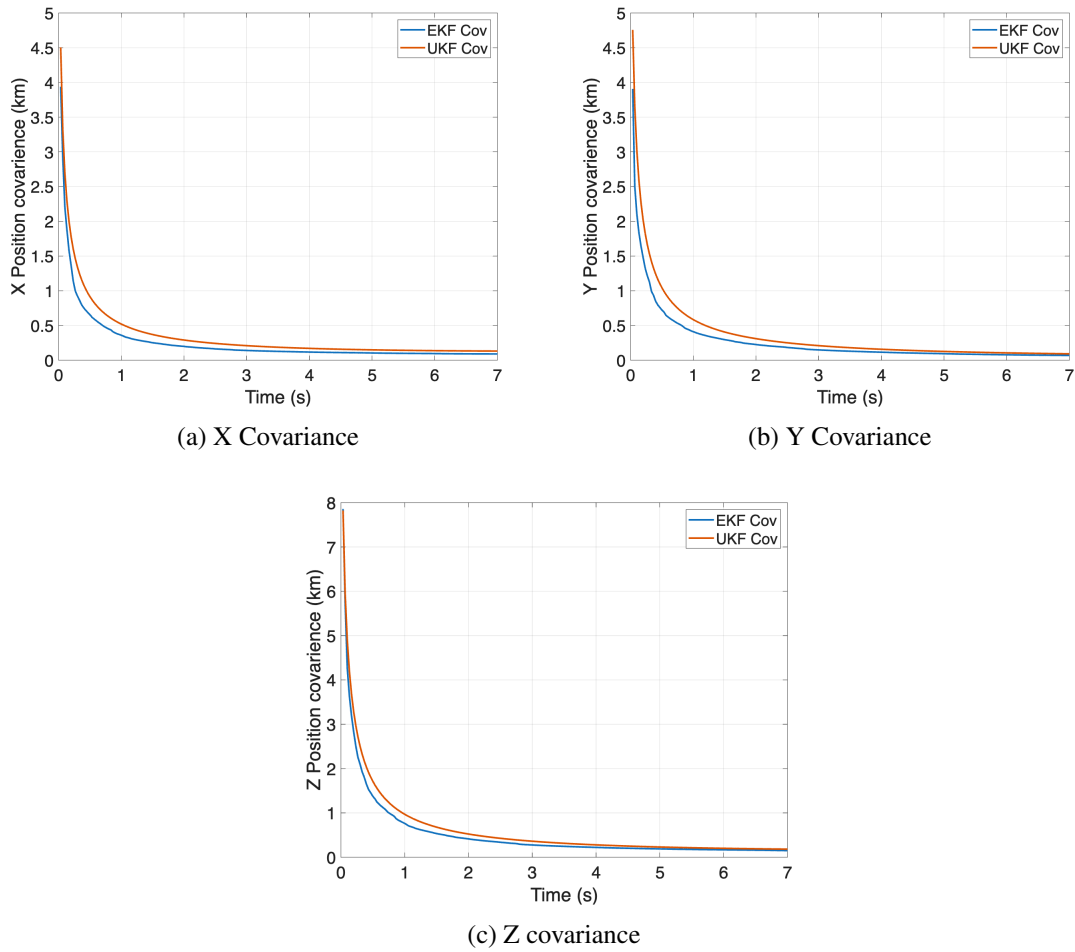 5
4.5
4
3.5
3
2.5
2
1.5
1
0.5
0
X Position covarience (km)
EKF Cov
UKF Cov
0 1 2 3 4 5 6 7
Time (s)
(a) X Covariance
5
4.5
4
3.5
3
2.5
2
1.5
1
0.5
0
Y Position covarience (km)
EKF Cov
UKF Cov
0 1 2 3 4 5 6 7
Time (s)
(b) Y Covariance
8
7
6
5
4
3
2
1
0
Z Position covarience (km)
EKF Cov
UKF Cov
0 1 2 3 4 5 6 7
Time (s)
(c) Z covariance